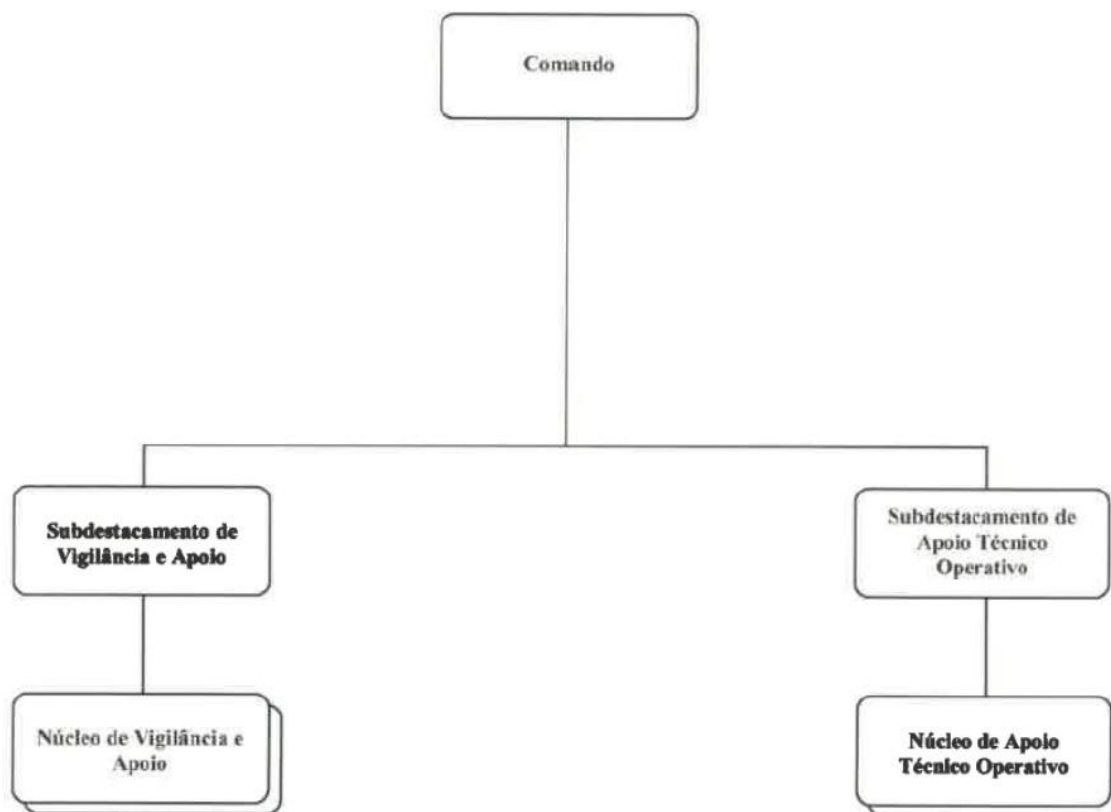 Comando
Subdestacamento de
Vigilância e Apoio
Subdestacamento de
Apoio Técnico
Operativo
Núcleo de Vigilância e
Apoio
Núcleo de Apoio
Técnico Operativo